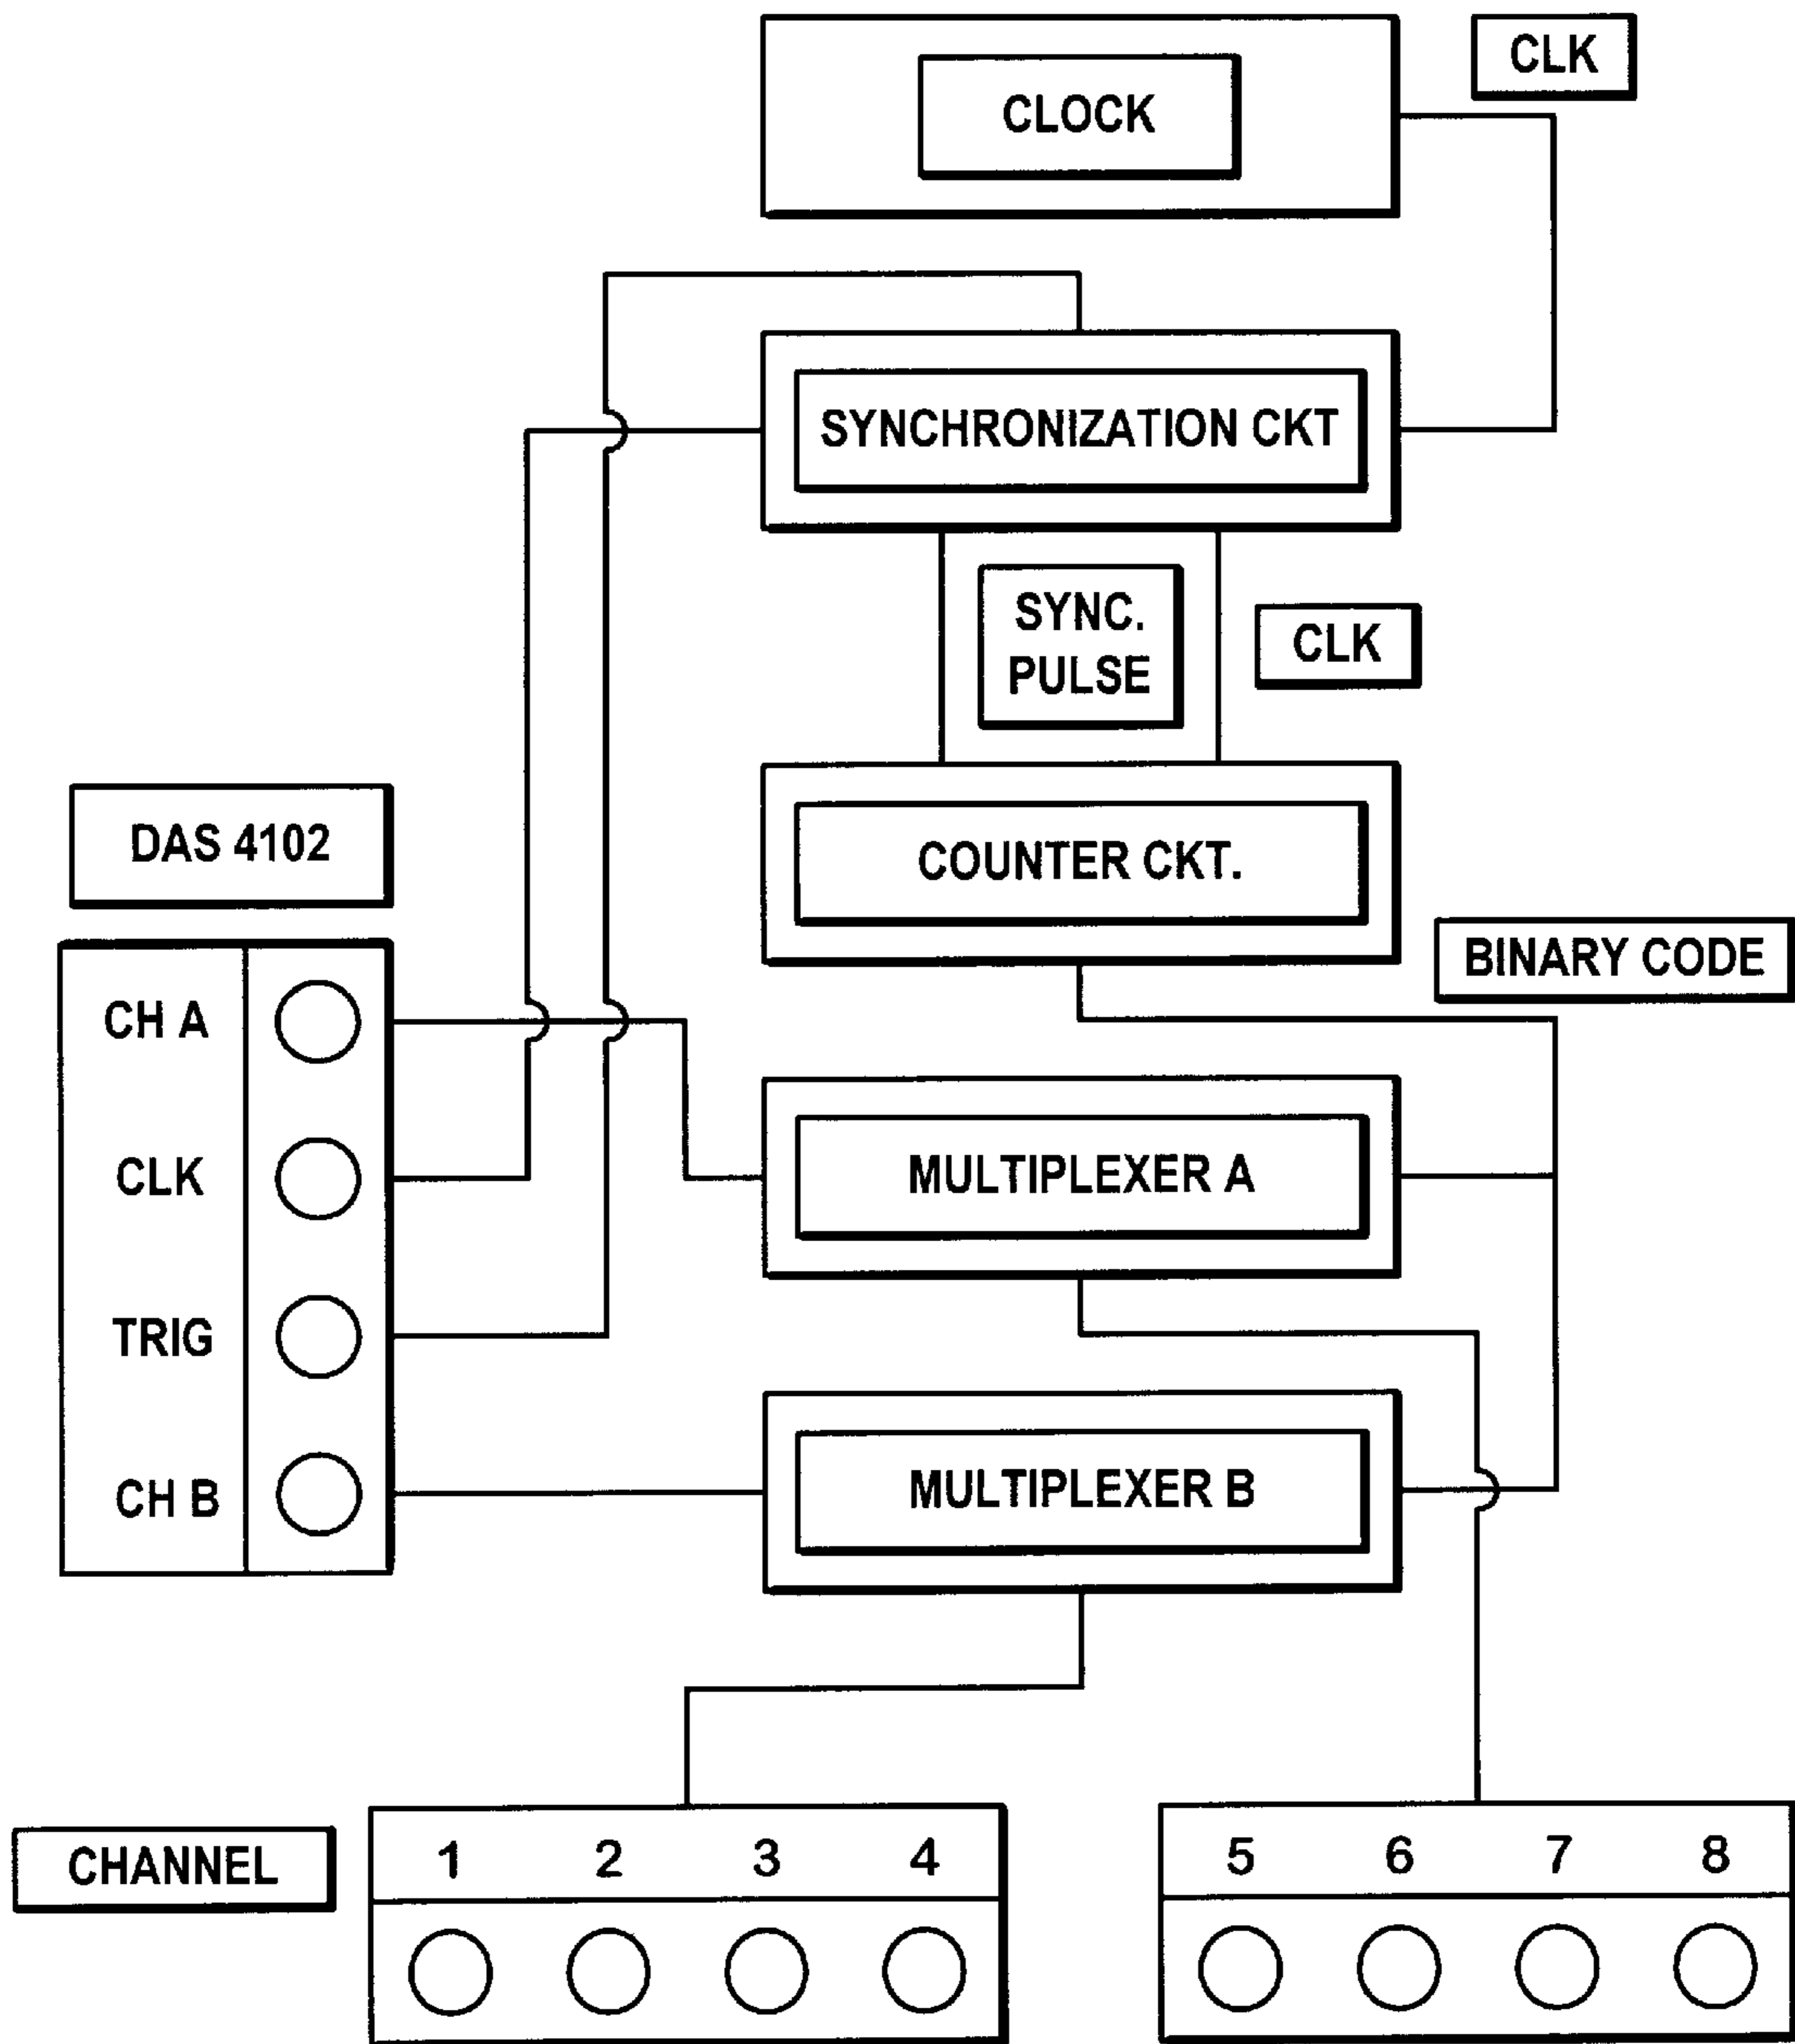 CLK
CLOCK
SYNCHRONIZATION CKT
SYNC.
PULSE
CLK
DAS 4102
COUNTER CKT.
BINARY CODE
CH A
CLK
MULTIPLEXER A
TRIG
CH B
MULTIPLEXER B
CHANNEL
1 2 3 4
5 6 7 8